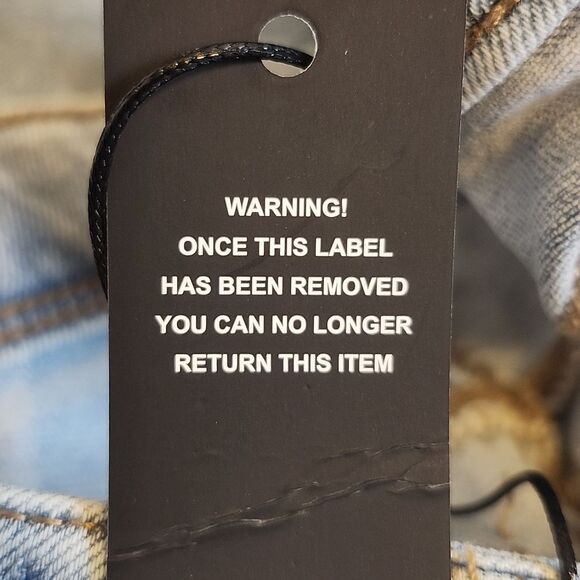 WARNING!
ONCE THIS LABEL
HAS BEEN REMOVED
YOU CAN NO LONGER
RETURN THIS ITEM